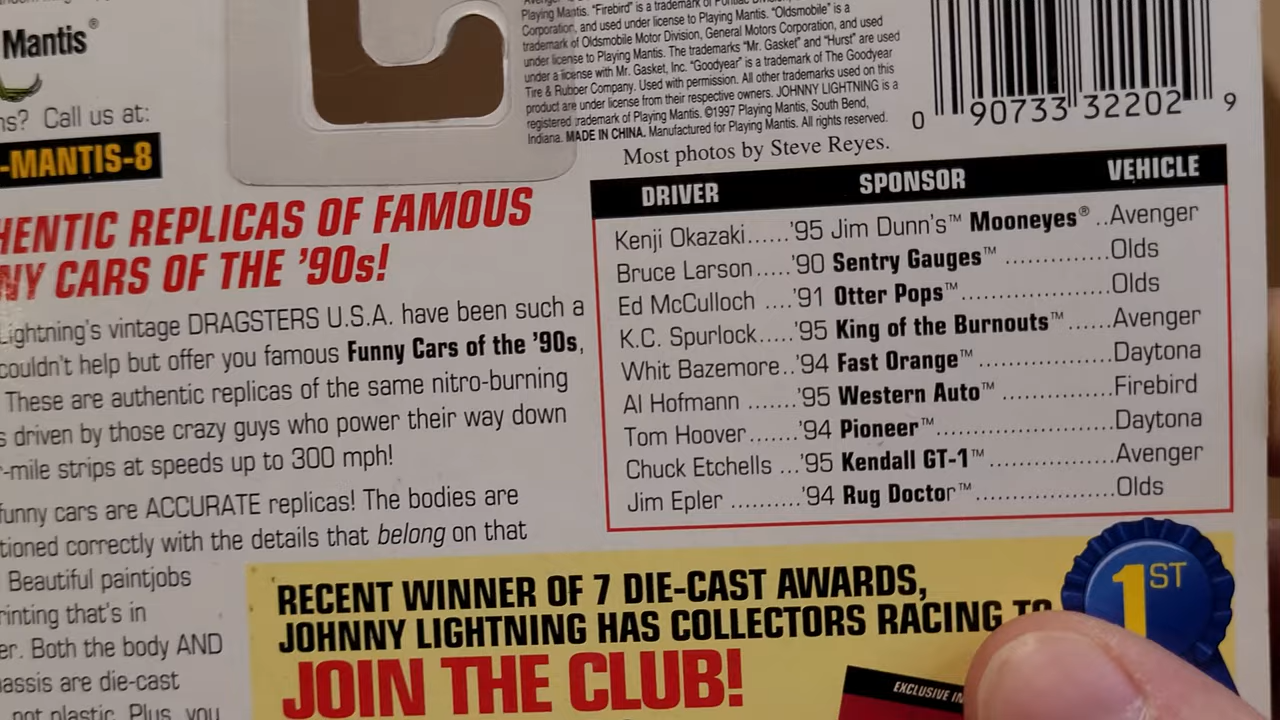 Mantis®
ns? Call us at:
-MANTIS-8
HENTIC REPLICAS OF FAMOUS
NY CARS OF THE '90s!
Lightning's vintage DRAGSTERS U.S.A. have been such a
couldn't help but offer you famous Funny Cars of the '90s,
These are authentic replicas of the same nitro-burning
s driven by those crazy guys who power their way down
r-mile strips at speeds up to 300 mph!
funny cars are ACCURATE replicas! The bodies are
tioned correctly with the details that belong on that
Beautiful paintjobs
rinting that's in
er. Both the body AND
assis are die-cast
not plastic. Plus, you
Playing Mantis. "Firebird" is a trademark of Pontiac Division,
Corporation, and used under license to Playing Mantis. "Oldsmobile" is a
trademark of Oldsmobile Motor Division, General Motors Corporation, and used
under license to Playing Mantis. The trademarks "Mr. Gasket" and "Hurst" are used
under a license with Mr. Gasket, Inc. "Goodyear" is a trademark of The Goodyear
Tire & Rubber Company. Used with permission. All other trademarks used on this
product are under license from their respective owners. JOHNNY LIGHTNING is a
registered trademark of Playing Mantis. ©1997 Playing Mantis, South Bend,
Indiana. MADE IN CHINA. Manufactured for Playing Mantis. All rights reserved.
0 90733 32202 9
Most photos by Steve Reyes.
DRIVER SPONSOR VEHICLE
Kenji Okazaki......'95 Jim Dunn's™ Mooneyes® ..Avenger
Bruce Larson.....'90 Sentry Gauges™ ..................Olds
Ed McCulloch ....'91 Otter Pops™.......................Olds
K.C. Spurlock.....'95 King of the Burnouts™......Avenger
Whit Bazemore..'94 Fast Orange™ ....................Daytona
Al Hofmann .......'95 Western Auto™ ................Firebird
Tom Hoover.......'94 Pioneer™...........................Daytona
Chuck Etchells ...'95 Kendall GT-1™ ..................Avenger
Jim Epler ..........'94 Rug Doctor™....................Olds
RECENT WINNER OF 7 DIE-CAST AWARDS,
JOHNNY LIGHTNING HAS COLLECTORS RACING TO
JOIN THE CLUB!
1ST
EXCLUSIVE IN